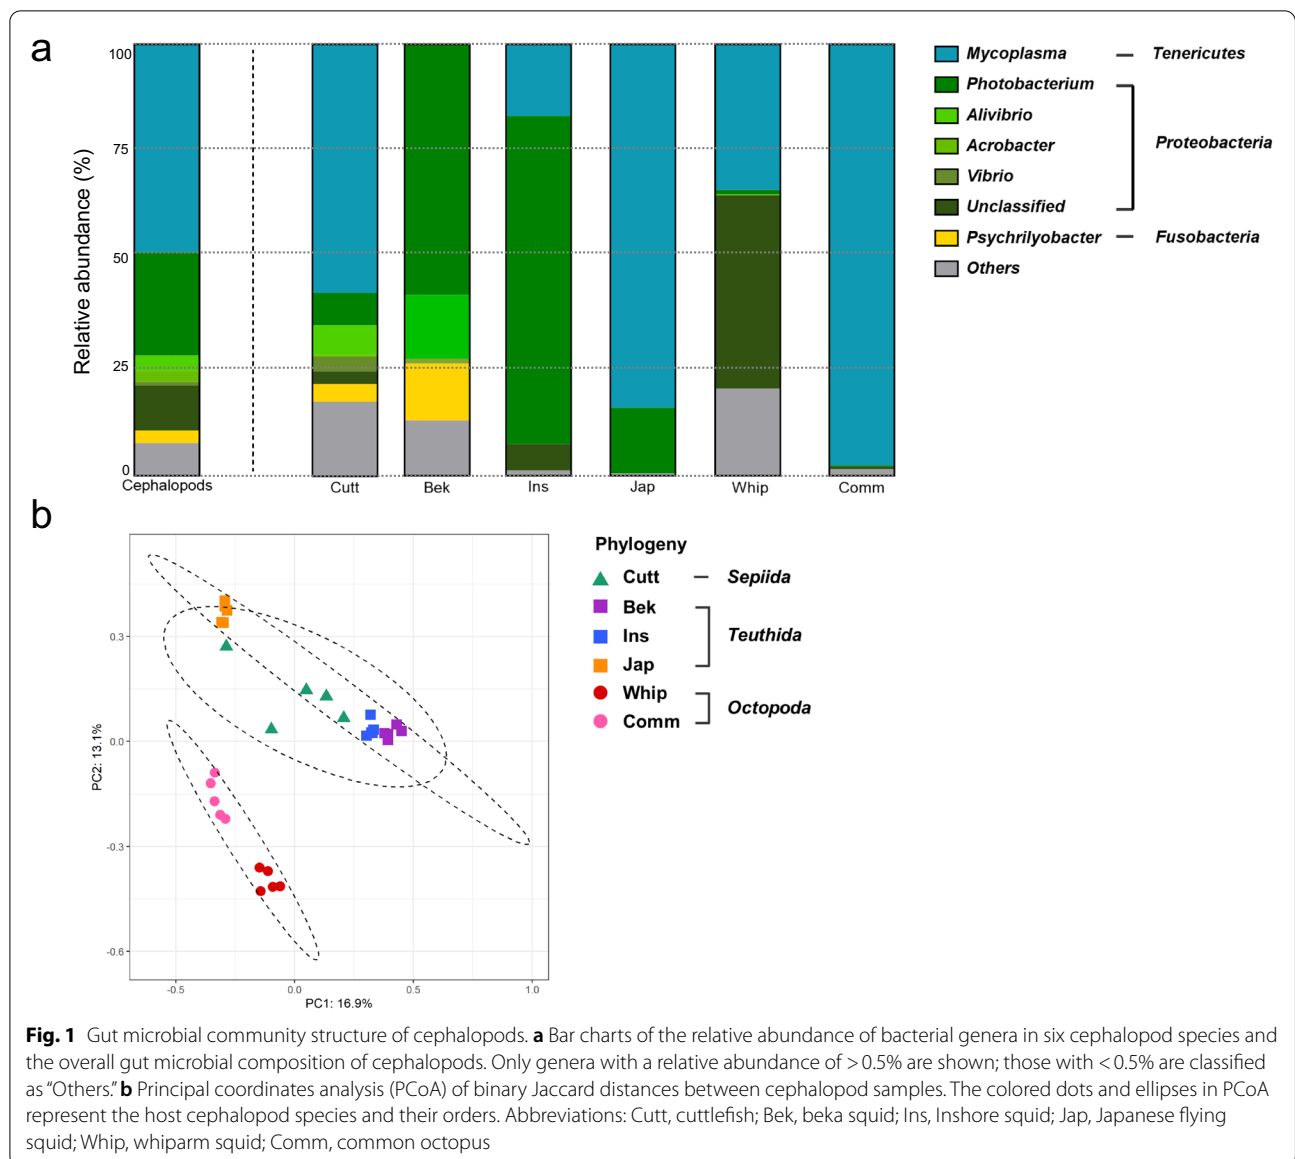 a
100
75
50
25
0
Relative abundance (%)
Cephalopods
Cutt
Bek
Ins
Jap
Whip
Comm
Mycoplasma
Tenericutes
Photobacterium
Alivibrio
Acrobacter
Vibrio
Unclassified
Proteobacteria
Psychrilyobacter
Fusobacteria
Others
b
0.3
0.0
-0.3
-0.6
PC2: 13.1%
-0.5
0.0
0.5
1.0
PC1: 16.9%
Phylogeny
Cutt
Sepiida
Bek
Ins
Jap
Teuthida
Whip
Comm
Octopoda
Fig. 1 Gut microbial community structure of cephalopods. a Bar charts of the relative abundance of bacterial genera in six cephalopod species and
the overall gut microbial composition of cephalopods. Only genera with a relative abundance of > 0.5% are shown; those with < 0.5% are classified
as “Others.” b Principal coordinates analysis (PCoA) of binary Jaccard distances between cephalopod samples. The colored dots and ellipses in PCoA
represent the host cephalopod species and their orders. Abbreviations: Cutt, cuttlefish; Bek, beka squid; Ins, Inshore squid; Jap, Japanese flying
squid; Whip, whiparm squid; Comm, common octopus